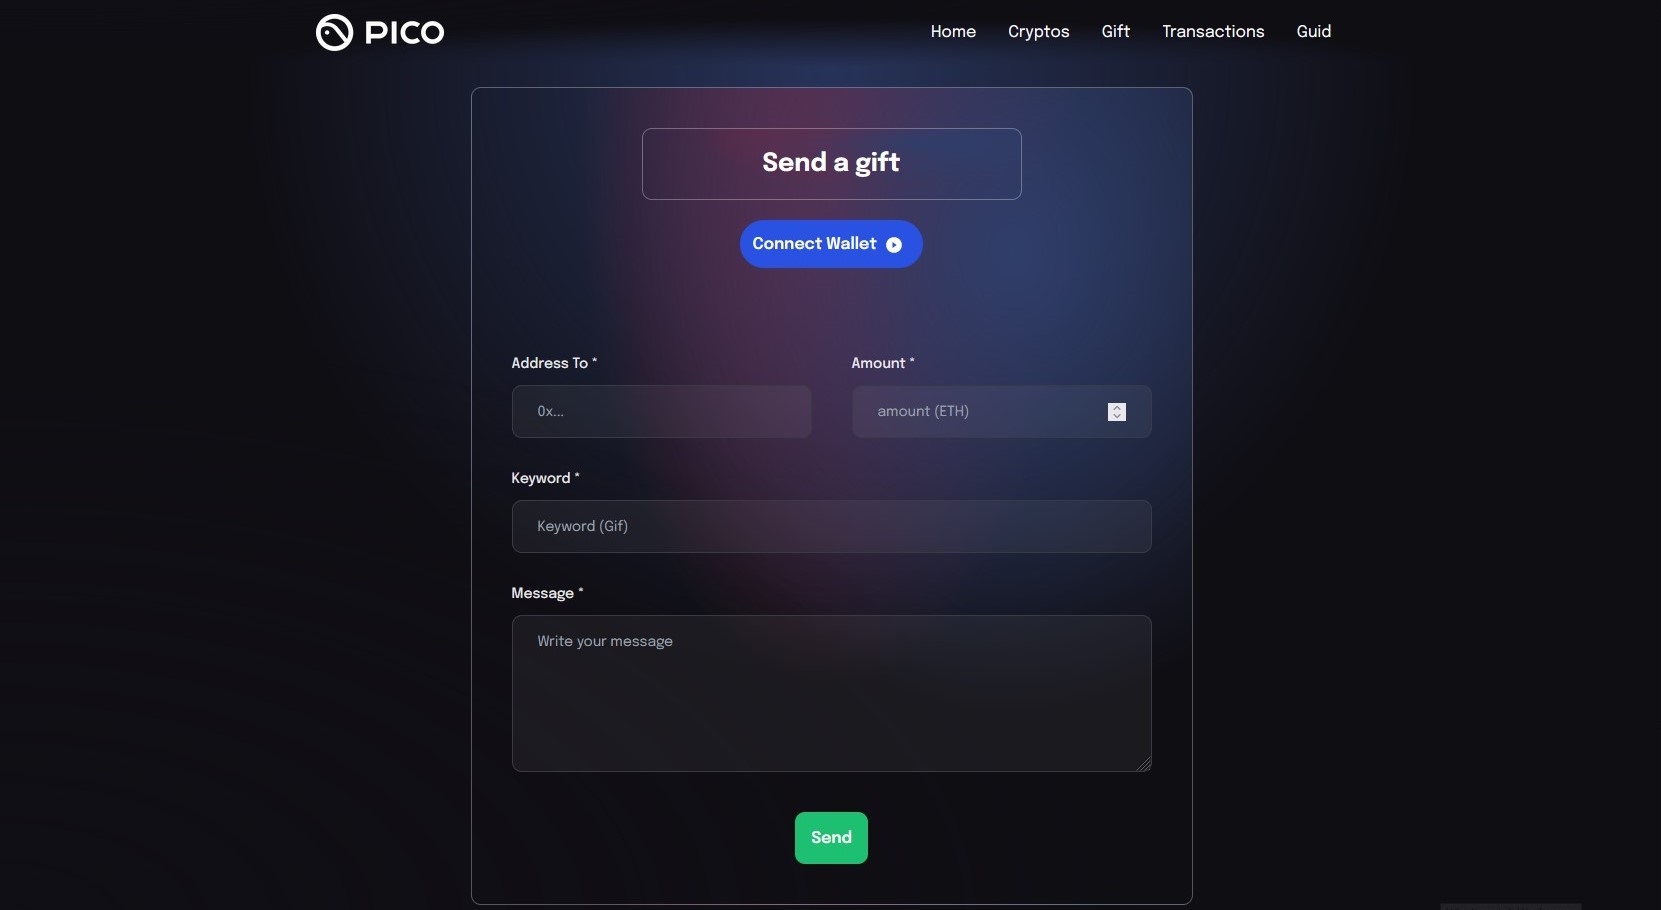 PICO
Home Cryptos Gift Transactions Guid
Send a gift
Connect Wallet
Address To * Amount *
0x... amount (ETH)
Keyword *
Keyword (Gif)
Message *
Write your message
Send